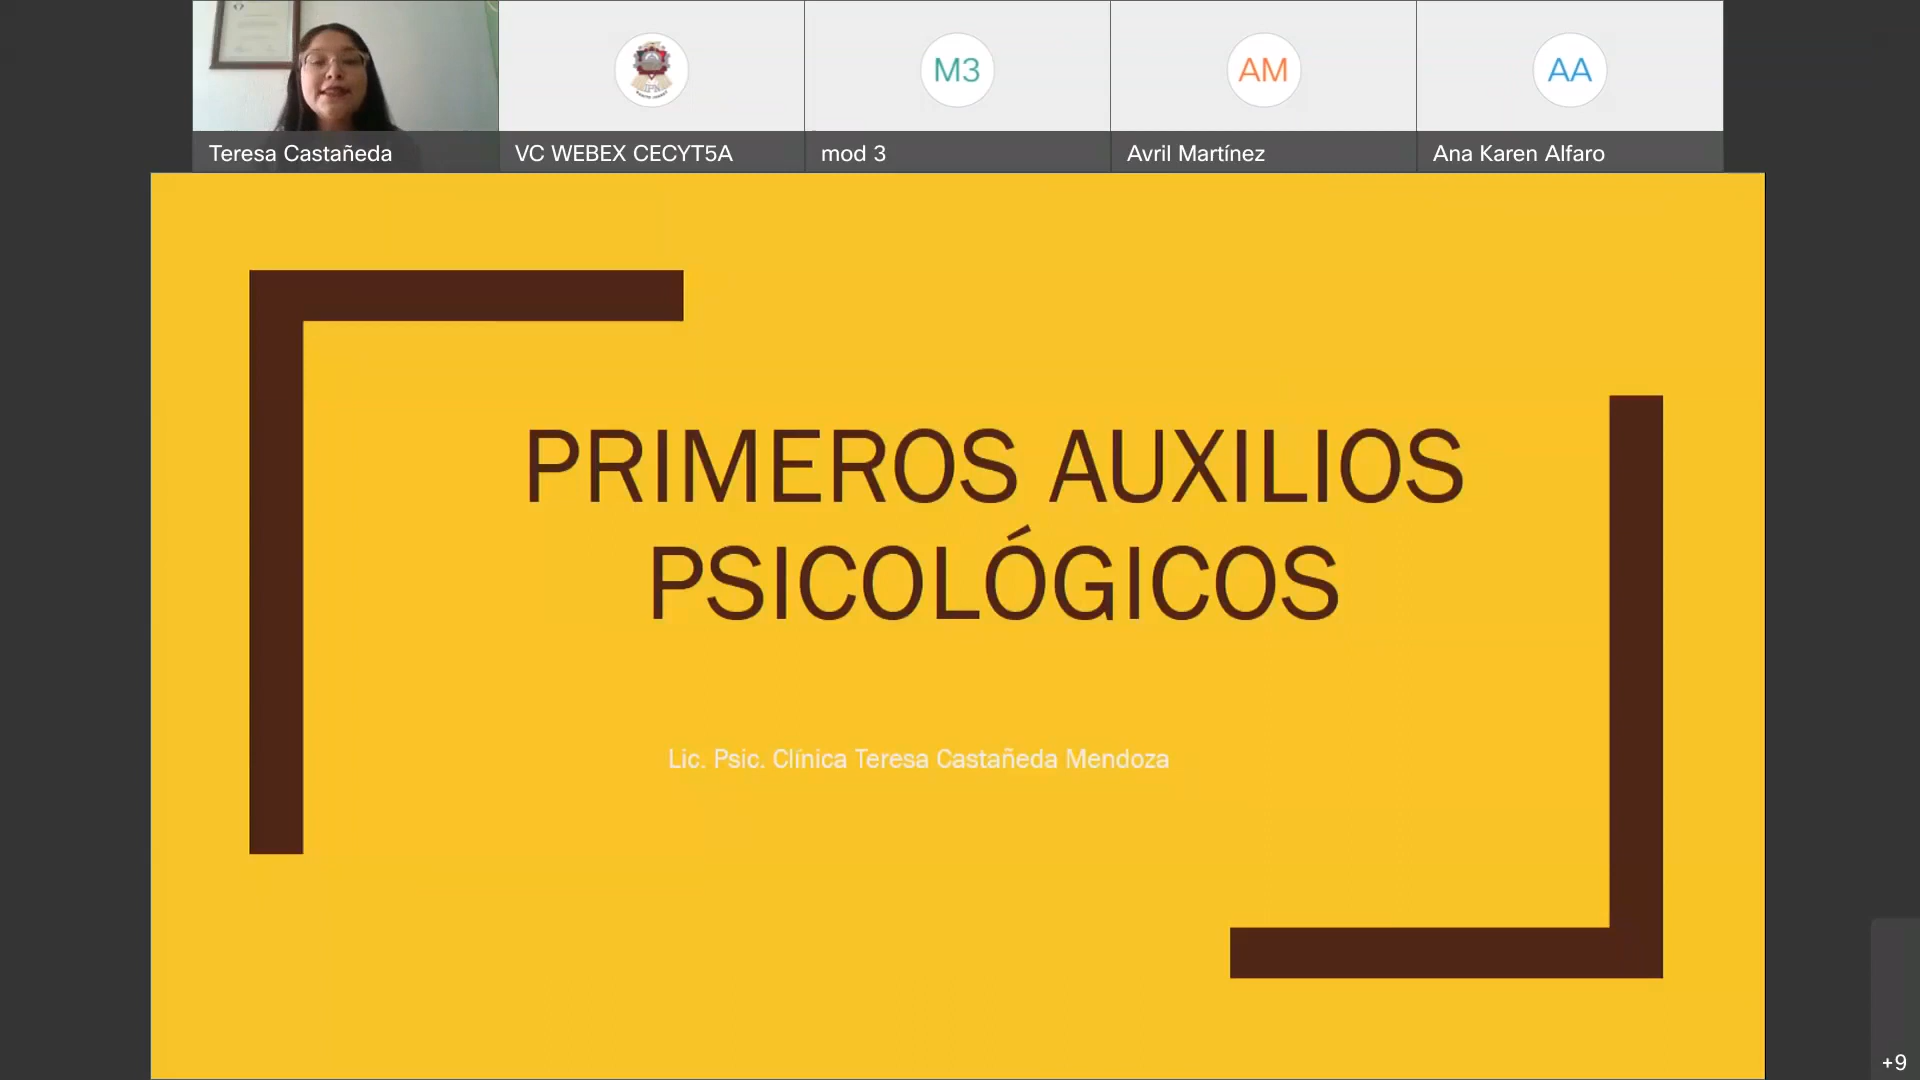 Teresa Castañeda
VC WEBEX CECYT5A
M3
mod 3
AM
Avril Martínez
AA
Ana Karen Alfaro
PRIMEROS AUXILIOS
PSICOLÓGICOS
Lic. Psic. Clínica Teresa Castañeda Mendoza
+9